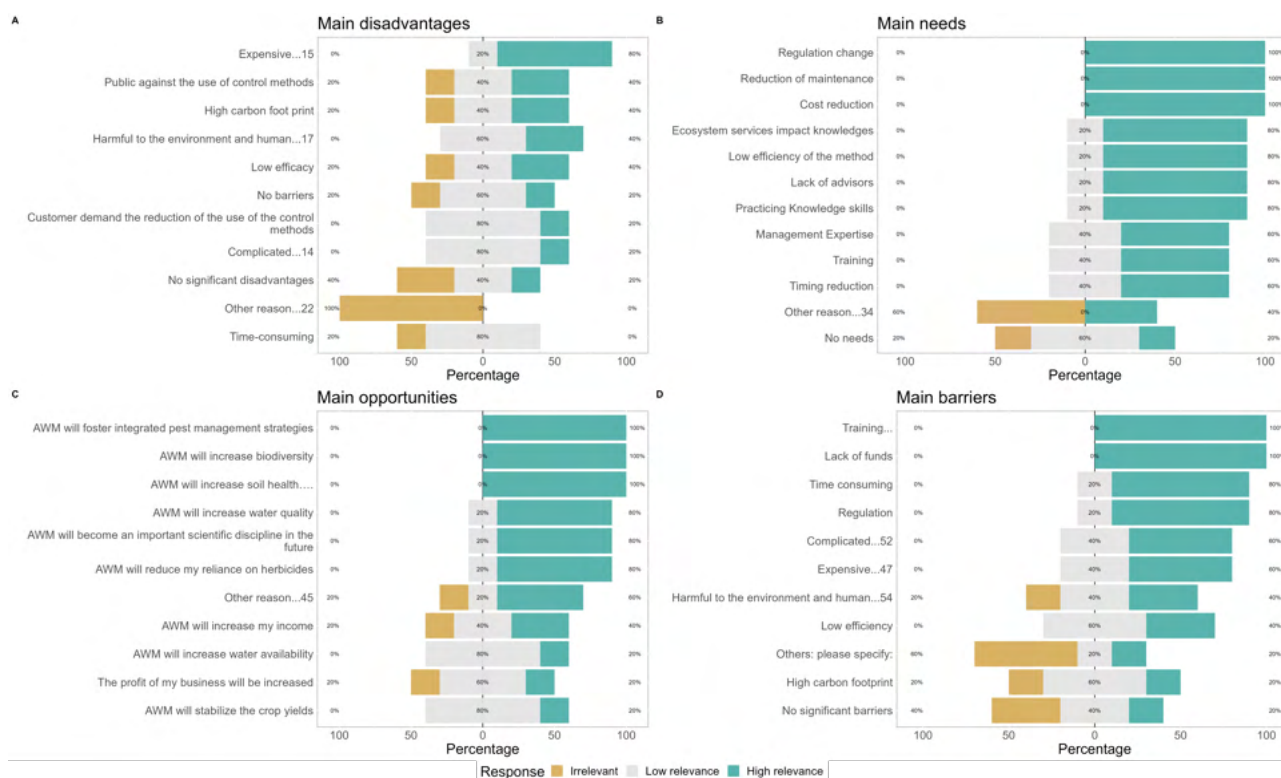 A
Main disadvantages
Expensive...15 0% 20% 80%
Public against the use of control methods 20% 40% 40%
High carbon foot print 20% 40% 40%
Harmful to the environment and human...17 0% 60% 40%
Low efficacy 20% 40% 40%
No barriers 20% 60% 20%
Customer demand the reduction of the use of the control
methods 0% 80% 20%
Complicated...14 0% 80% 20%
No significant disadvantages 40% 40% 20%
Other reason...22 100% 0% 0%
Time-consuming 20% 80% 0%
100 50 0 50 100
Percentage
B
Main needs
Regulation change 0% 0% 100%
Reduction of maintenance 0% 0% 100%
Cost reduction 0% 0% 100%
Ecosystem services impact knowledges 0% 20% 80%
Low efficiency of the method 0% 20% 80%
Lack of advisors 0% 20% 80%
Practicing Knowledge skills 0% 20% 80%
Management Expertise 0% 40% 60%
Training 0% 40% 60%
Timing reduction 0% 40% 60%
Other reason...34 60% 0% 40%
No needs 20% 60% 20%
100 50 0 50 100
Percentage
C
Main opportunities
AWM will foster integrated pest management strategies 0% 0% 100%
AWM will increase biodiversity 0% 0% 100%
AWM will increase soil health.... 0% 0% 100%
AWM will increase water quality 0% 20% 80%
AWM will become an important scientific discipline in the
future 0% 20% 80%
AWM will reduce my reliance on herbicides 0% 20% 80%
Other reason...45 20% 20% 60%
AWM will increase my income 20% 40% 40%
AWM will increase water availability 0% 80% 20%
The profit of my business will be increased 20% 60% 20%
AWM will stabilize the crop yields 0% 80% 20%
100 50 0 50 100
Percentage
D
Main barriers
Training... 0% 0% 100%
Lack of funds 0% 0% 100%
Time consuming 0% 20% 80%
Regulation 0% 20% 80%
Complicated...52 0% 40% 60%
Expensive...47 0% 40% 60%
Harmful to the environment and human...54 20% 40% 40%
Low efficiency 0% 60% 40%
Others: please specify: 60% 20% 20%
High carbon footprint 20% 60% 20%
No significant barriers 40% 40% 20%
100 50 0 50 100
Percentage
Response Irrelevant Low relevance High relevance